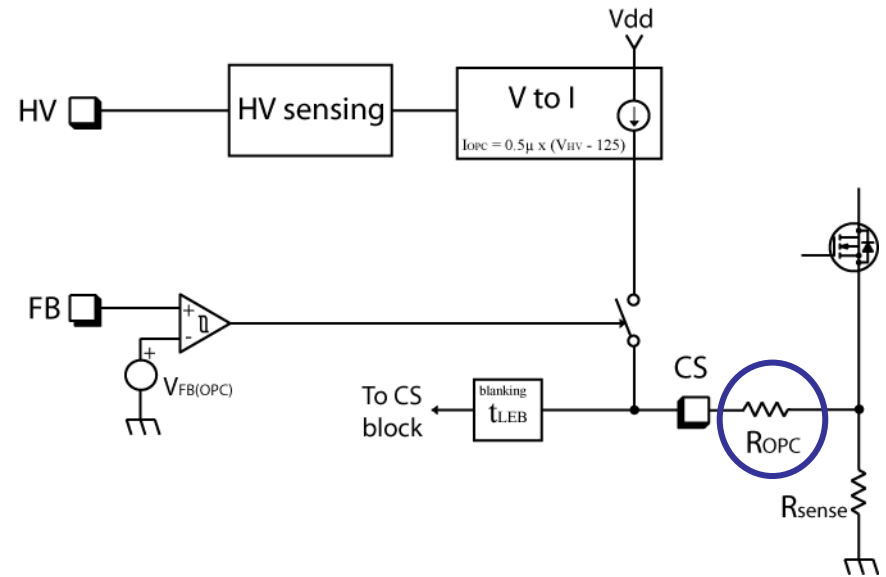 Vdd
HV
HV sensing
V to I
IOPC = 0.5µ x (VHV - 125)
FB
+
-
+
VFB(OPC)
CS
To CS
block
blanking
tLEB
ROPC
Rsense